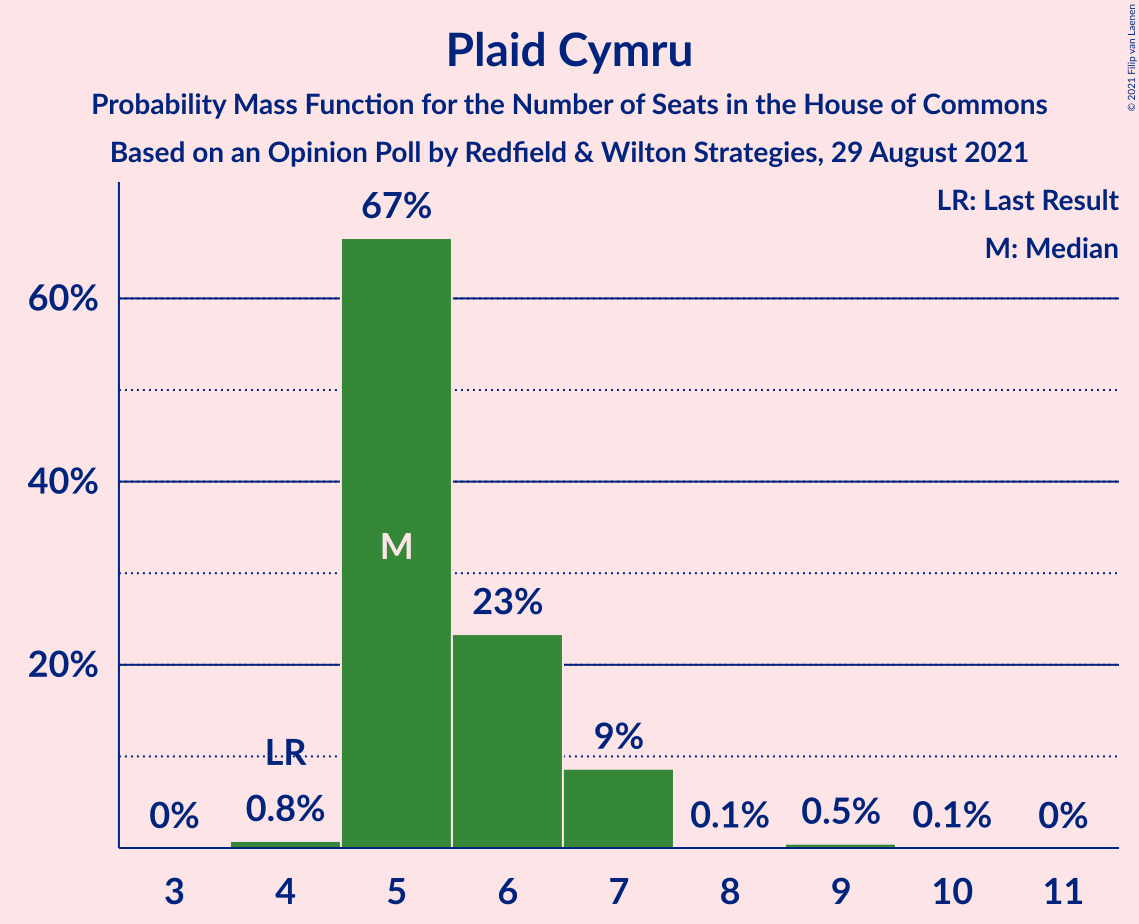 Plaid Cymru
Probability Mass Function for the Number of Seats in the House of Commons
Based on an Opinion Poll by Redfield & Wilton Strategies, 29 August 2021
© 2021 Filip van Laenen
LR: Last Result
M: Median
67%
60%
40%
M
23%
20%
LR
9%
0%
0.8%
0.1%
0.5%
0.1%
0%
3 4 5 6 7 8 9 10 11